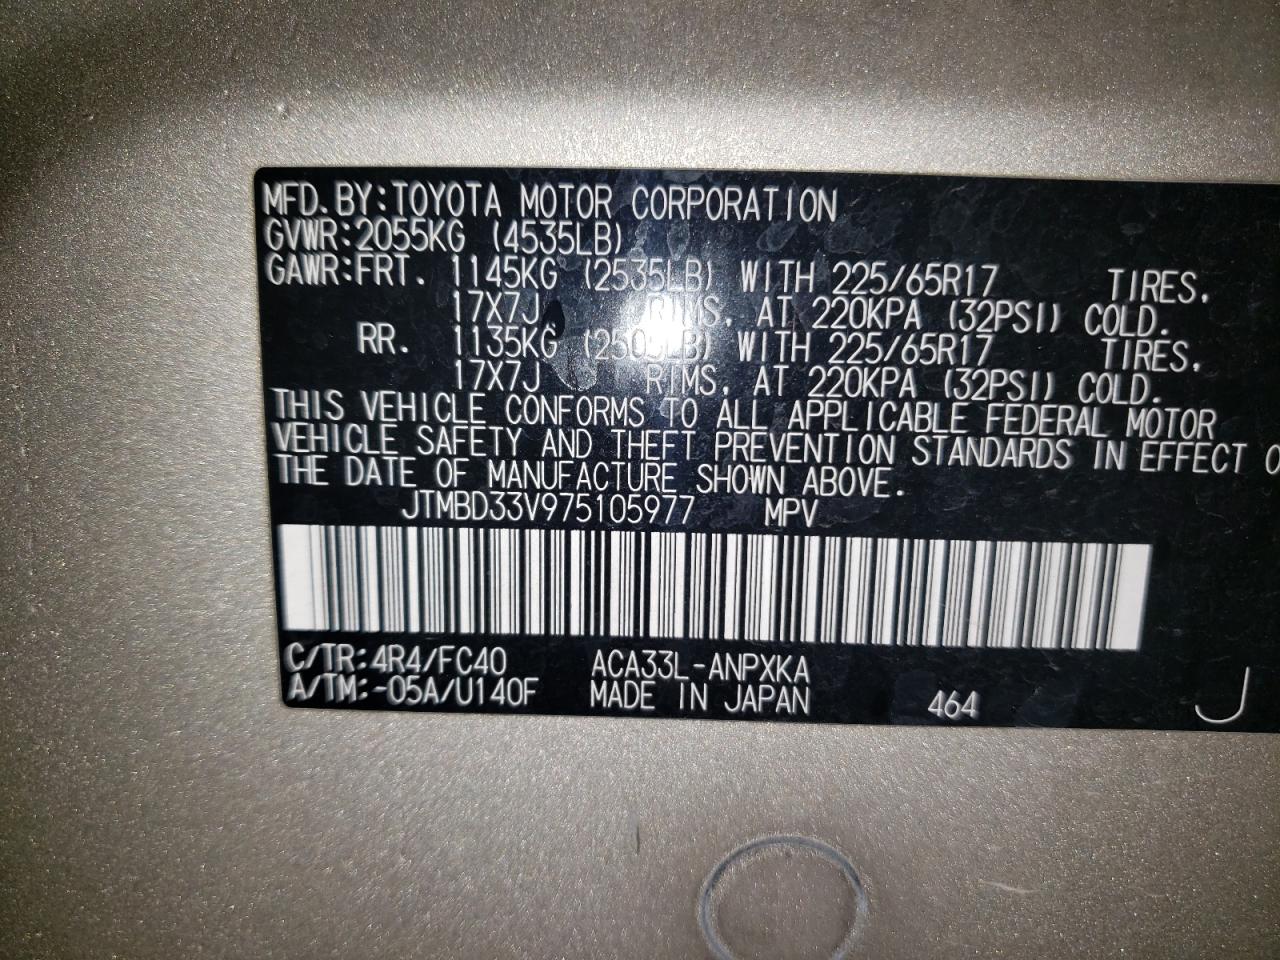 MFD. BY: TOYOTA MOTOR CORPORATION
GVWR: 2055KG (4535LB)
GAWR: FRT. 1145KG (2535LB) WITH 225/65R17 TIRES,
17X7J RIMS, AT 220KPA (32PSI) COLD.
RR. 1135KG (2505LB) WITH 225/65R17 TIRES,
17X7J RIMS, AT 220KPA (32PSI) COLD.
THIS VEHICLE CONFORMS TO ALL APPLICABLE FEDERAL MOTOR
VEHICLE SAFETY AND THEFT PREVENTION STANDARDS IN EFFECT
THE DATE OF MANUFACTURE SHOWN ABOVE.
JTMBD33V975105977 MPV
C/TR: 4R4/FC40 ACA33L-ANPXKA
A/TM: -05A/U140F MADE IN JAPAN 464 J